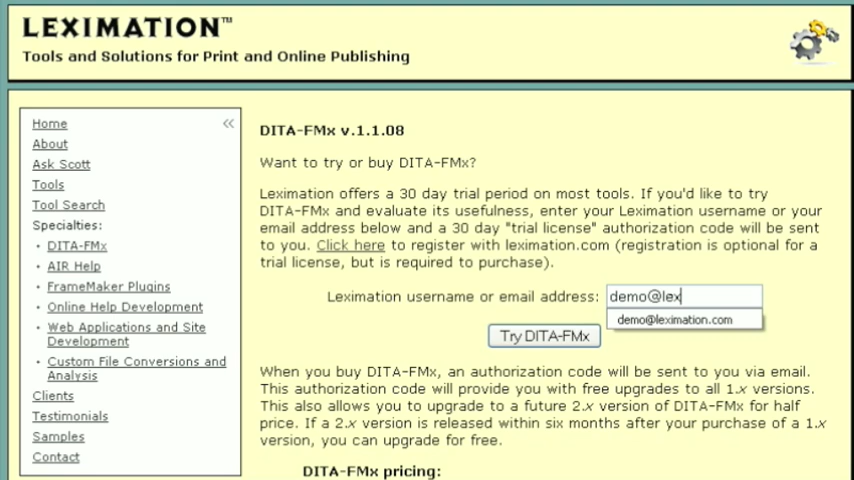 LEXIMATION™
Tools and Solutions for Print and Online Publishing
Home
«
About
Ask Scott
Tools
Tool Search
Specialties:
• DITA-FMx
• AIR Help
• FrameMaker Plugins
• Online Help Development
• Web Applications and Site
Development
• Custom File Conversions and
Analysis
Clients
Testimonials
Samples
Contact
DITA-FMx v.1.1.08
Want to try or buy DITA-FMx?
Leximation offers a 30 day trial period on most tools. If you'd like to try
DITA-FMx and evaluate its usefulness, enter your Leximation username or your
email address below and a 30 day "trial license" authorization code will be sent
to you. Click here to register with leximation.com (registration is optional for a
trial license, but is required to purchase).
Leximation username or email address: demo@lex
demo@leximation.com
Try DITA-FMx
When you buy DITA-FMx, an authorization code will be sent to you via email.
This authorization code will provide you with free upgrades to all 1.x versions.
This also allows you to upgrade to a future 2.x version of DITA-FMx for half
price. If a 2.x version is released within six months after your purchase of a 1.x
version, you can upgrade for free.
DITA-FMx pricing: